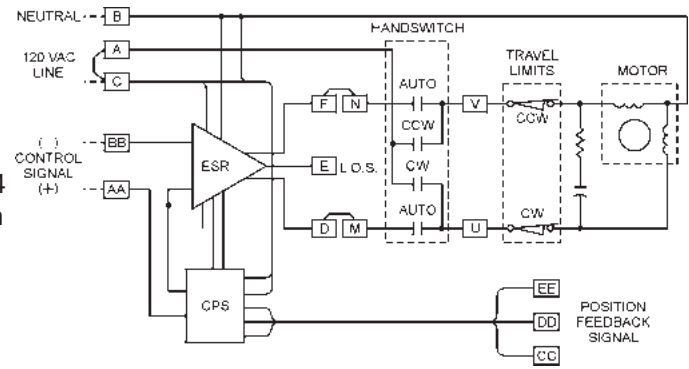 NEUTRAL
B
120 VAC
LINE
A
C
HANDSWITCH
TRAVEL
LIMITS
MOTOR
AUTO
F
N
V
CCW
CCW
(-)
CONTROL
SIGNAL
(+)
BB
AA
ESR
E
L.O.S.
CW
AUTO
D
M
U
CW
4
n
CPS
EE
DD
CC
POSITION
FEEDBACK
SIGNAL